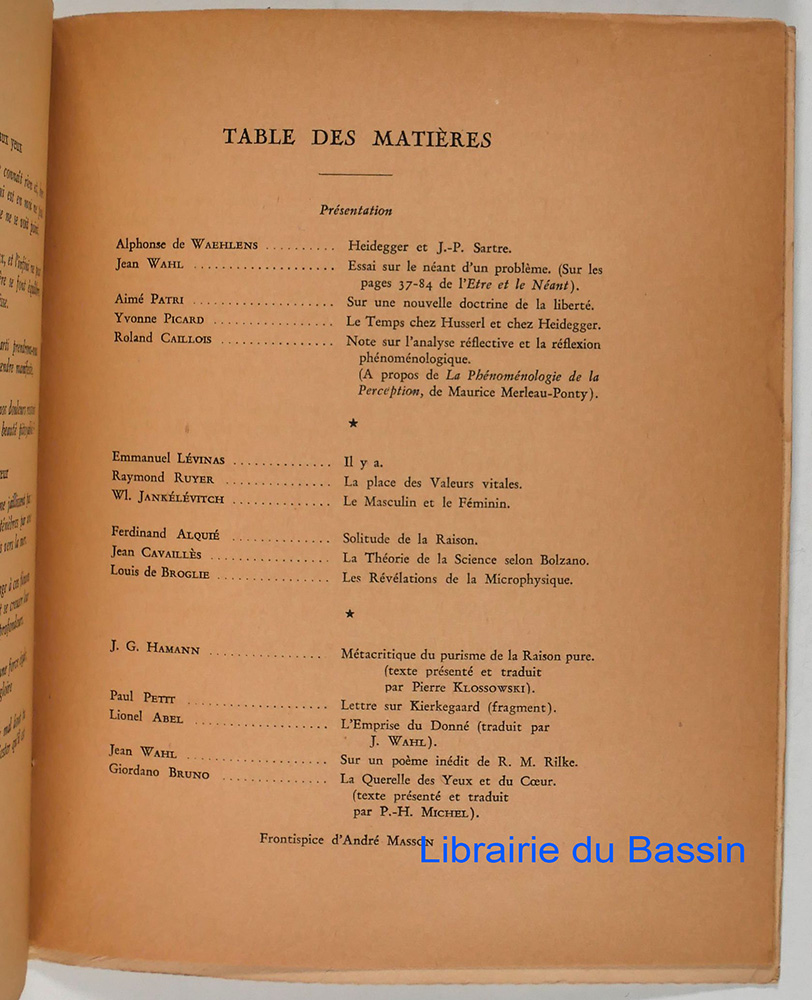 aux yeux
TABLE DES MATIÈRES
Présentation
Alphonse de WAEHLENS .......... Heidegger et J.-P. Sartre.
Jean WAHL .................... Essai sur le néant d'un problème. (Sur les
pages 37-84 de l'Etre et le Néant).
Aimé PATRI .................... Sur une nouvelle doctrine de la liberté.
Yvonne PICARD ................. Le Temps chez Husserl et chez Heidegger.
Roland CAILLOIS ................ Note sur l'analyse réflective et la réflexion
phénoménologique.
(A propos de La Phénoménologie de la
Perception, de Maurice Merleau-Ponty).
★
Emmanuel LÉVINAS .............. Il y a.
Raymond RUYER ............... La place des Valeurs vitales.
Wl. JANKÉLÉVITCH .............. Le Masculin et le Féminin.
Ferdinand ALQUIÉ .............. Solitude de la Raison.
Jean CAVAILLÈS ................. La Théorie de la Science selon Bolzano.
Louis de BROGLIE ................ Les Révélations de la Microphysique.
★
J. G. HAMANN ................ Métacritique du purisme de la Raison pure.
(texte présenté et traduit
par Pierre KLOSSOWSKI).
Paul PETIT .................... Lettre sur Kierkegaard (fragment).
Lionel ABEL ................... L'Emprise du Donné (traduit par
J. WAHL).
Jean WAHL .................... Sur un poème inédit de R. M. Rilke.
Giordano BRUNO ............... La Querelle des Yeux et du Cœur.
(texte présenté et traduit
par P.-H. MICHEL).
Frontispice d'André MASSON
Librairie du Bassin